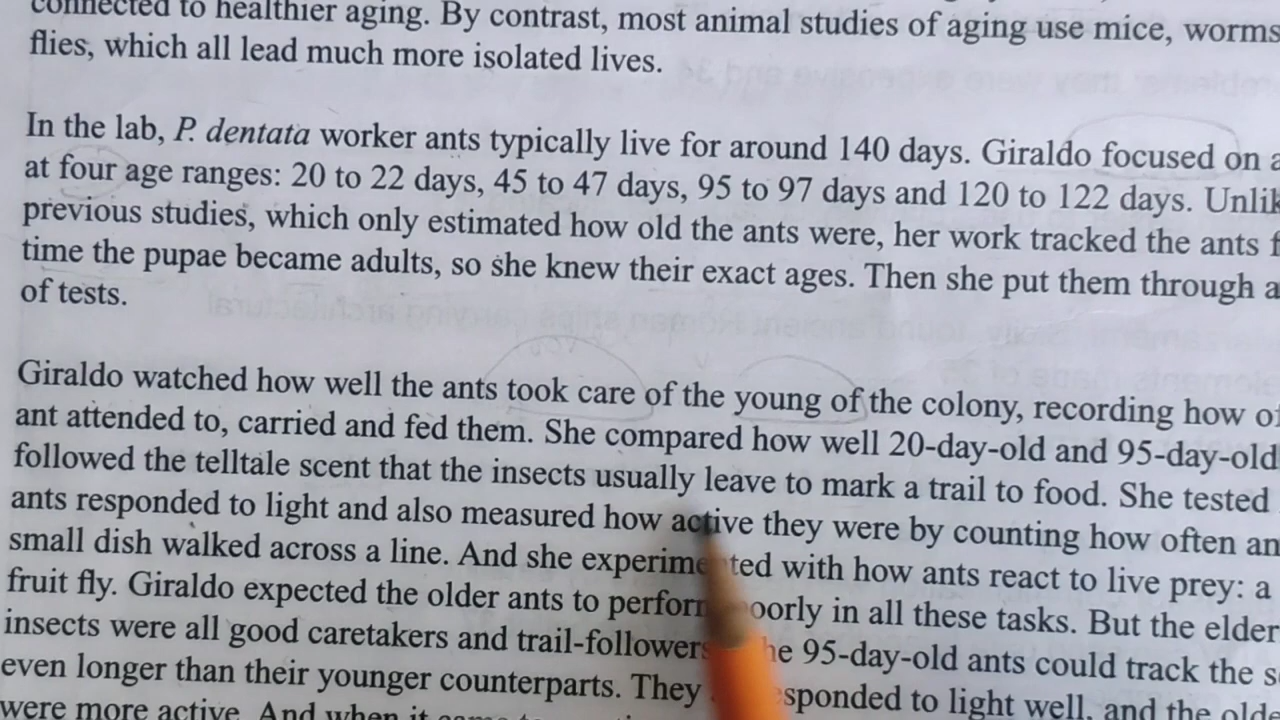 connected to healthier aging. By contrast, most animal studies of aging use mice, worms
flies, which all lead much more isolated lives.
In the lab, P. dentata worker ants typically live for around 140 days. Giraldo focused on
at four age ranges: 20 to 22 days, 45 to 47 days, 95 to 97 days and 120 to 122 days.
previous studies, which only estimated how old the ants were, her work tracked the ants
time the pupae became adults, so she knew their exact ages. Then she put them through a
of tests.
Giraldo watched how well the ants took care of the young of the colony, recording how
ant attended to, carried and fed them. She compared how well 20-day-old and 95-day-old
followed the telltale scent that the insects usually leave to mark a trail to food. She tested
ants responded to light and also measured how active they were by counting how often
small dish walked across a line. And she with how ants react to live prey: a
fruit fly. Giraldo expected the older ants to in all these tasks. But the elder
insects were all good caretakers and 95-day-old ants could track the
even longer than their younger counterparts. They to light well, and the
were more active. And when it